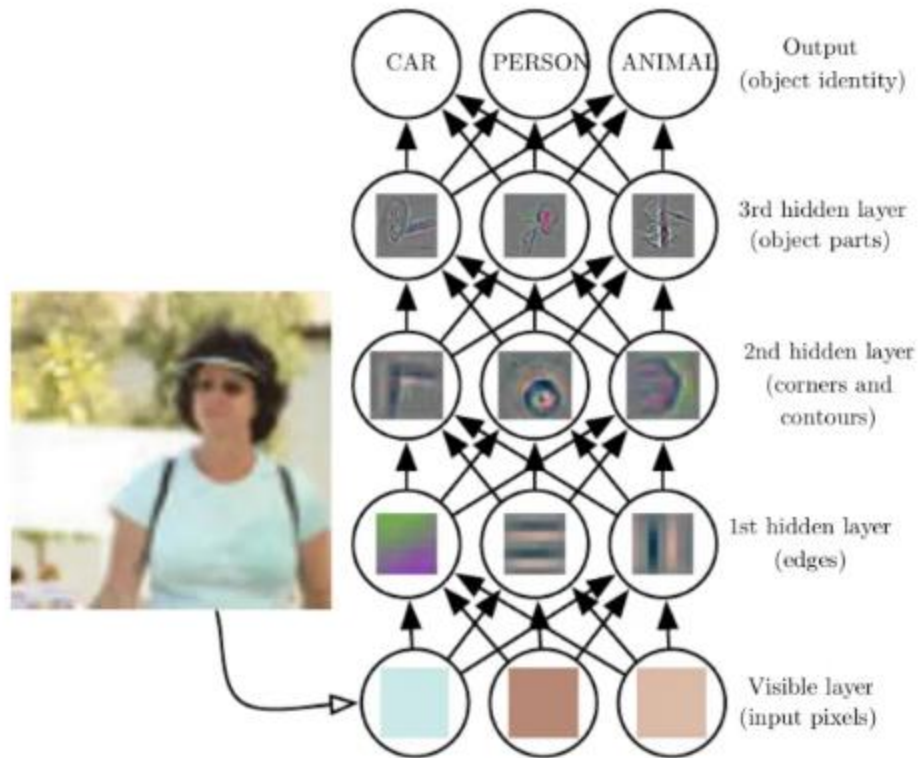 CAR PERSON ANIMAL
Output
(object identity)
3rd hidden layer
(object parts)
2nd hidden layer
(corners and
contours)
1st hidden layer
(edges)
Visible layer
(input pixels)